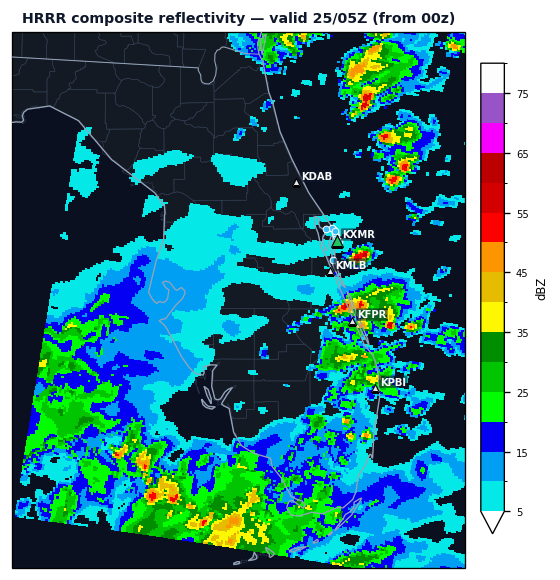 HRRR composite reflectivity — valid 25/05Z (from 00z)
KDAB
KXMR
KMLB
KFPR
KPBI
75
65
55
45
35
25
15
5
dBZ